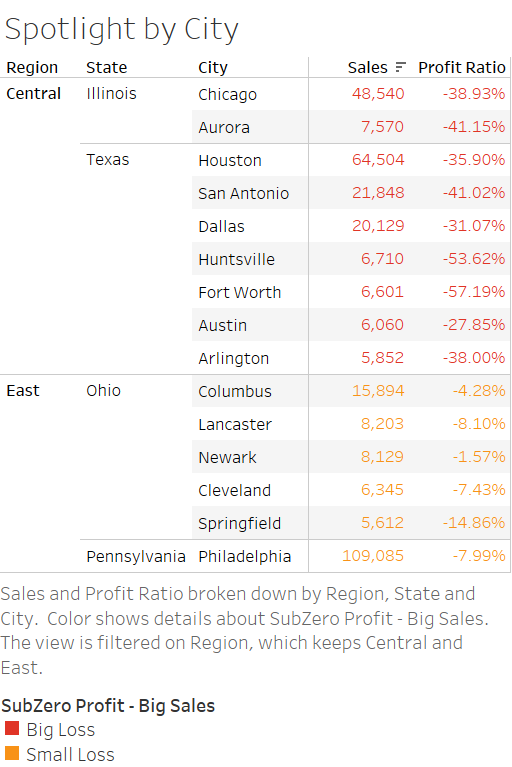 Spotlight by City
Region State City Sales Profit Ratio
Central Illinois Chicago 48,540 -38.93%
Aurora 7,570 -41.15%
Texas Houston 64,504 -35.90%
San Antonio 21,848 -41.02%
Dallas 20,129 -31.07%
Huntsville 6,710 -53.62%
Fort Worth 6,601 -57.19%
Austin 6,060 -27.85%
Arlington 5,852 -38.00%
East Ohio Columbus 15,894 -4.28%
Lancaster 8,203 -8.10%
Newark 8,129 -1.57%
Cleveland 6,345 -7.43%
Springfield 5,612 -14.86%
Pennsylvania Philadelphia 109,085 -7.99%
Sales and Profit Ratio broken down by Region, State and
City.  Color shows details about SubZero Profit - Big Sales.
The view is filtered on Region, which keeps Central and
East.
SubZero Profit - Big Sales
Big Loss
Small Loss